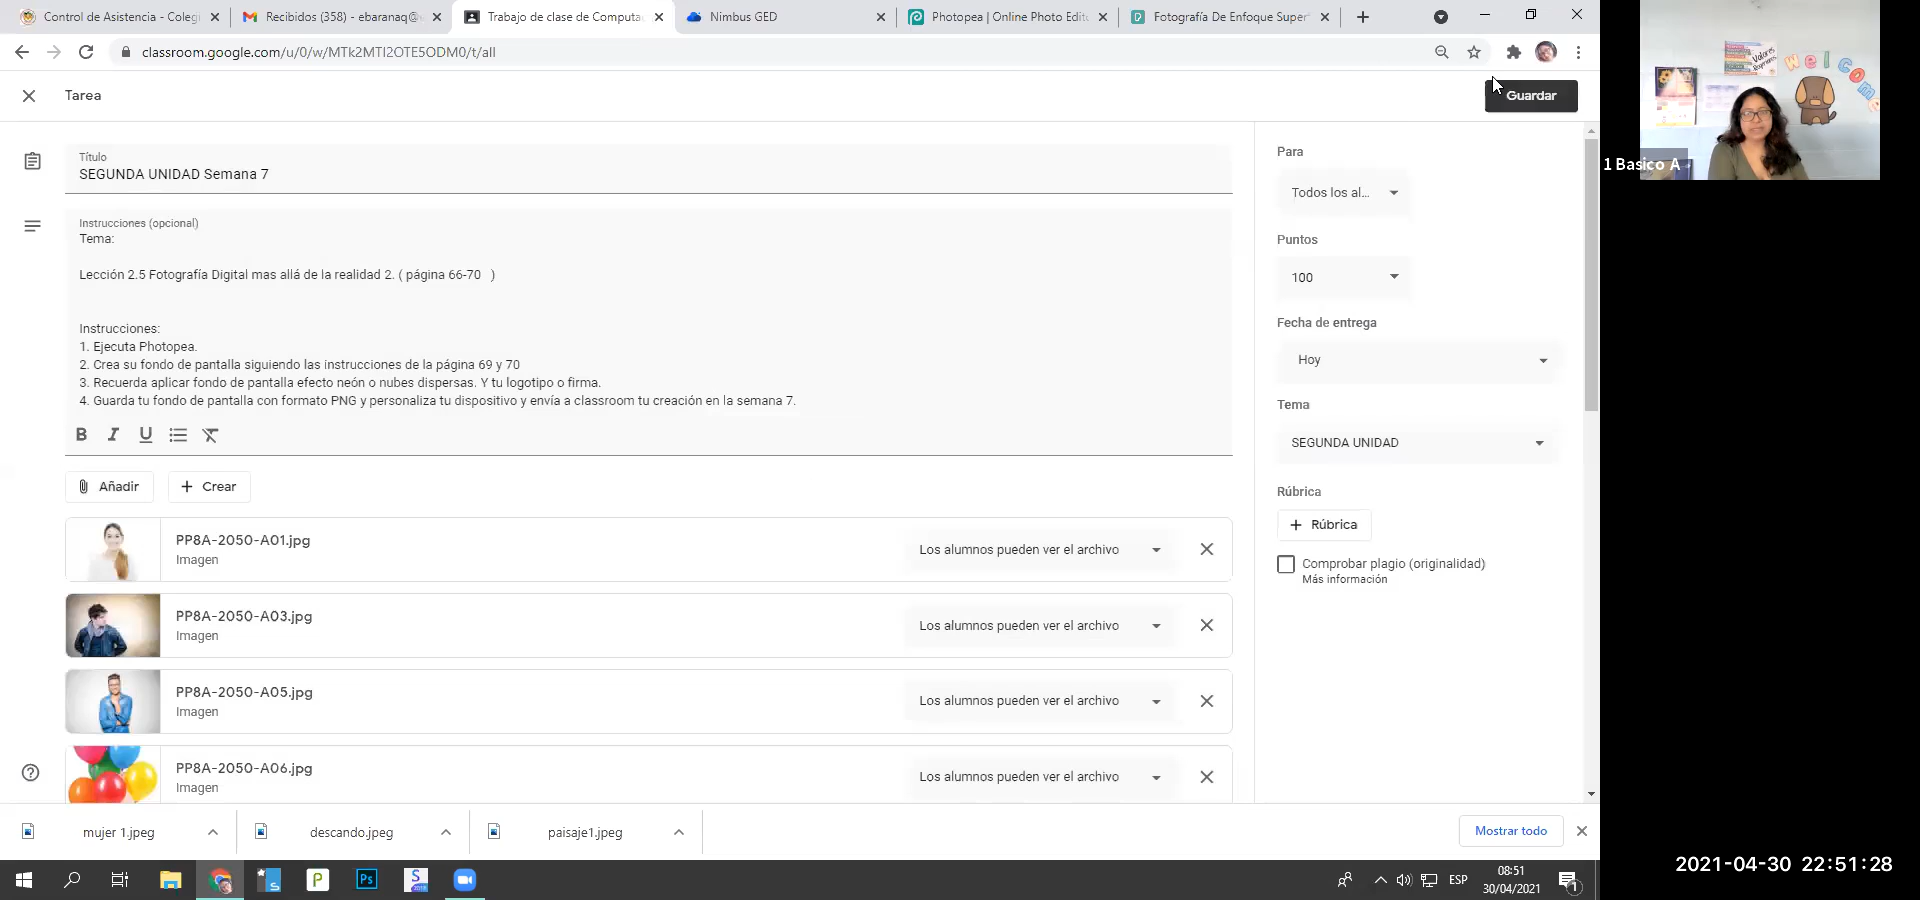 Control de Asistencia - Colegi
Recibidos (358) - ebaranaq@
Trabajo de clase de Computa
Nimbus GED
Photopea | Online Photo Edit
Fotografía De Enfoque Super
classroom.google.com/u/0/w/MTk2MTI2OTE5ODM0/t/all
Tarea
Guardar
Título
SEGUNDA UNIDAD Semana 7
Instrucciones (opcional)
Tema:
Lección 2.5 Fotografía Digital mas allá de la realidad 2. ( página 66-70 )
Instrucciones:
1. Ejecuta Photopea.
2. Crea su fondo de pantalla siguiendo las instrucciones de la página 69 y 70
3. Recuerda aplicar fondo de pantalla efecto neón o nubes dispersas. Y tu logotipo o firma.
4. Guarda tu fondo de pantalla con formato PNG y personaliza tu dispositivo y envía a classroom tu creación en la semana 7.
B I U
Añadir
Crear
PP8A-2050-A01.jpg
Imagen
Los alumnos pueden ver el archivo
PP8A-2050-A03.jpg
Imagen
Los alumnos pueden ver el archivo
PP8A-2050-A05.jpg
Imagen
Los alumnos pueden ver el archivo
PP8A-2050-A06.jpg
Imagen
Los alumnos pueden ver el archivo
Para
Todos los al...
Puntos
100
Fecha de entrega
Hoy
Tema
SEGUNDA UNIDAD
Rúbrica
Rúbrica
Comprobar plagio (originalidad)
Más información
mujer 1.jpeg
descando.jpeg
paisaje1.jpeg
Mostrar todo
P
Ps
S
ESP
08:51
30/04/2021
1
Valores
Welcome
1 Basico A
2021-04-30 22:51:28